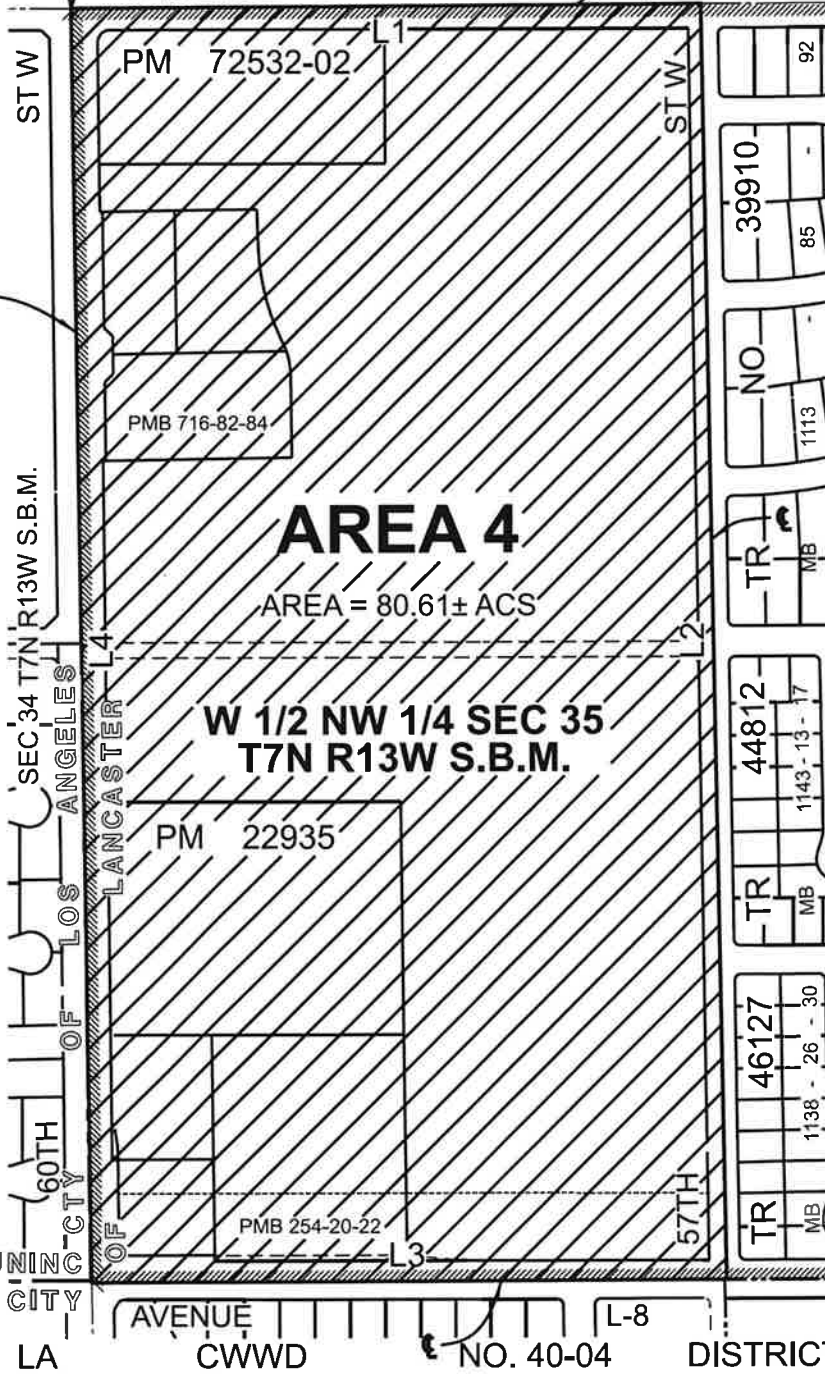 L1
PM 72532-02
ST W
ST W
92
39910
-
85
PMB 716-82-84
NO
-
1113
AREA 4
AREA = 80.61± ACS
SEC 34 T7N R13W S.B.M.
TR
MB
L4
L2
W 1/2 NW 1/4 SEC 35
T7N R13W S.B.M.
44812
1143 - 13 - 17
PM 22935
TR
MB
46127
1138 - 26 - 30
60TH
57TH
TR
MB
PMB 254-20-22
L3
UNINC CTY OF LOS ANGELES
CITY OF LANCASTER
AVENUE
L-8
LA CWWD NO. 40-04 DISTRICT